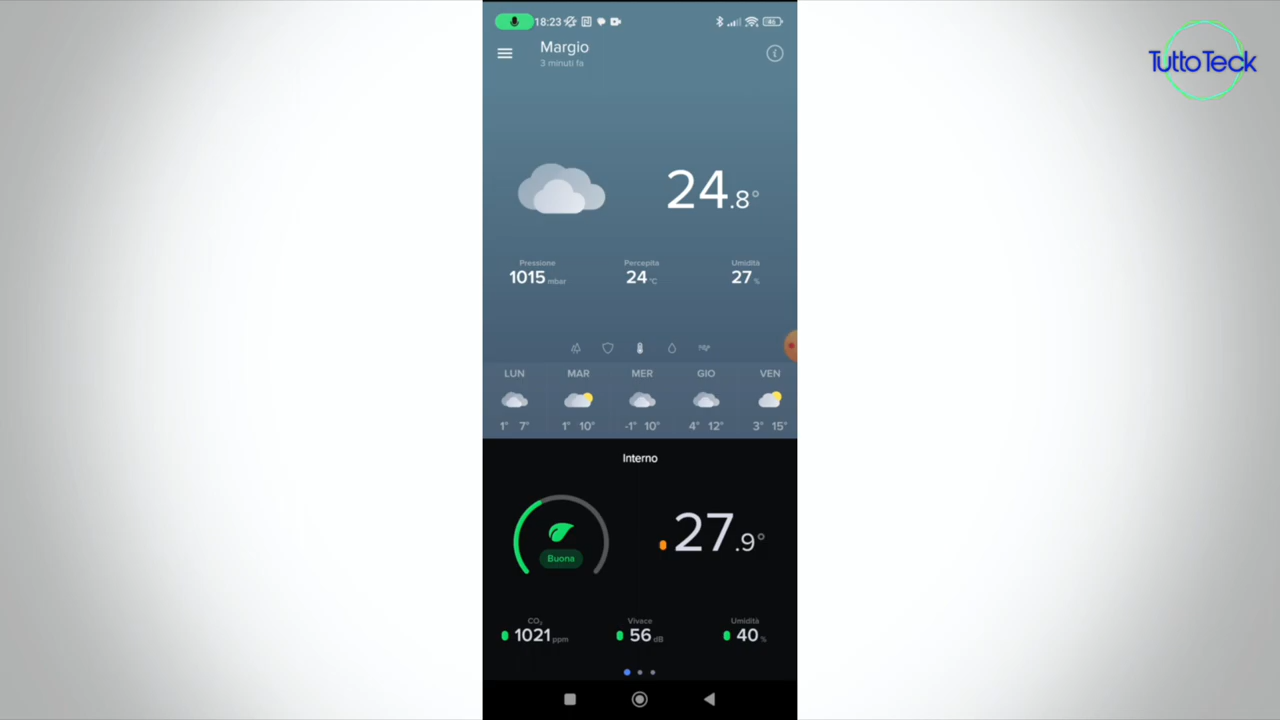 TuttoTeck
18:23
Margio
3 minuti fa
24.8°
Pressione Percepita Umidità
1015 mbar 24 °C 27 %
LUN MAR MER GIO VEN
1° 7° 1° 10° -1° 10° 4° 12° 3° 15°
Interno
Buona
27.9°
CO₂ Vivace Umidità
1021 ppm 56 dB 40 %